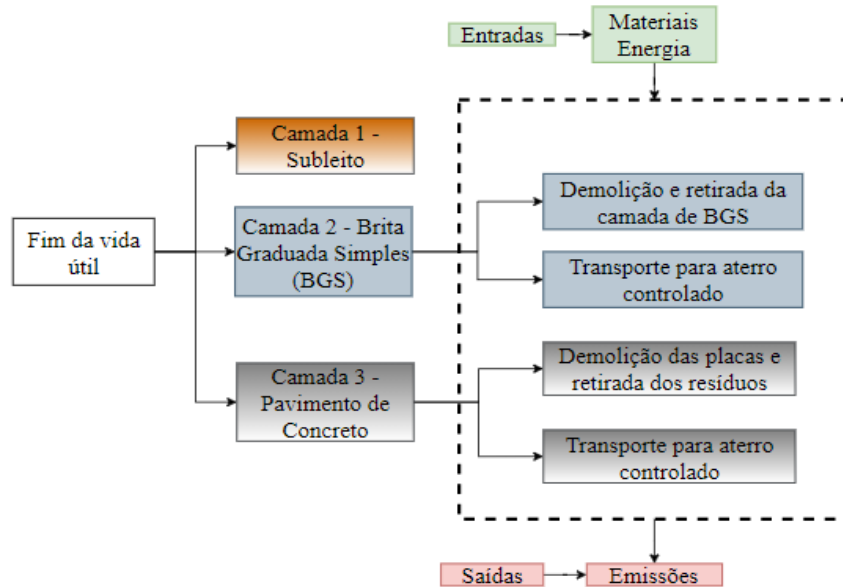 Entradas
Materiais
Energia
Camada 1 -
Subleito
Fim da vida
útil
Camada 2 - Brita
Graduada Simples
(BGS)
Demolição e retirada da
camada de BGS
Transporte para aterro
controlado
Camada 3 -
Pavimento de
Concreto
Demolição das placas e
retirada dos resíduos
Transporte para aterro
controlado
Saídas
Emissões